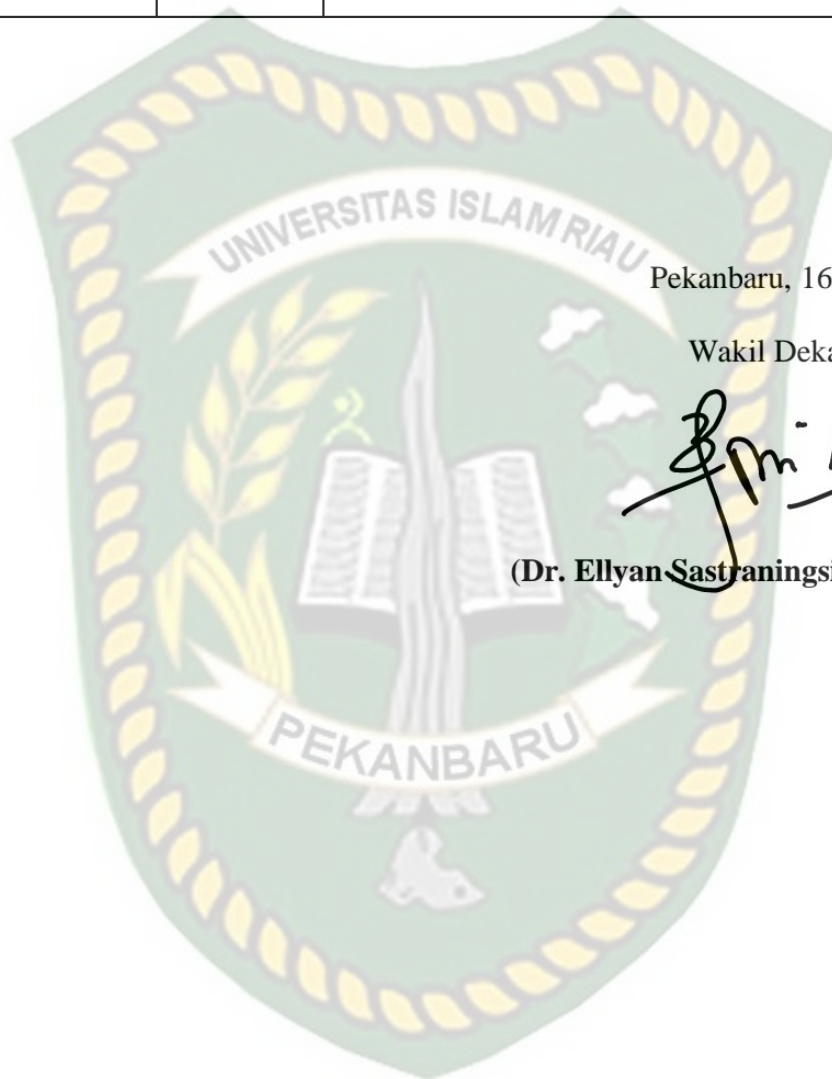 UNIVERSITAS ISLAM RIAU
Pekanbaru, 16
Wakil Deka
(Dr. Ellyan Sastraningsi
PEKANBARU